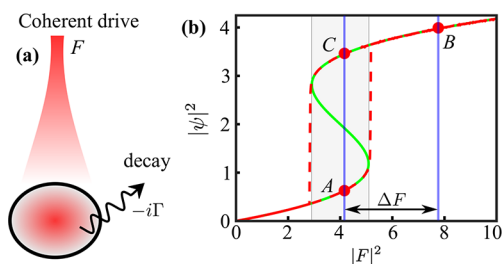 Coherent drive
(a)
F
decay
−iΓ
(b)
|ψ|²
4
3
2
1
0
C
B
A
ΔF
0 2 4 6 8 10
|F|²